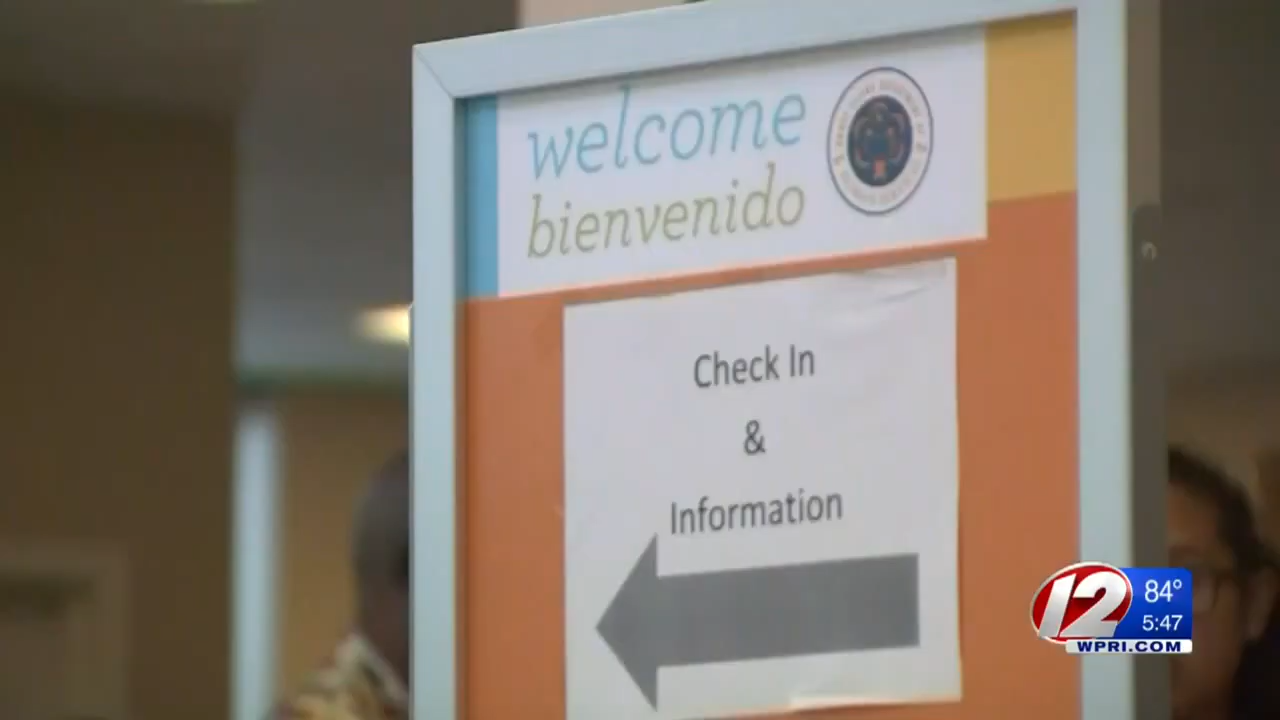 welcome
bienvenido
Check In
&
Information
12
84°
5:47
WPRI.COM